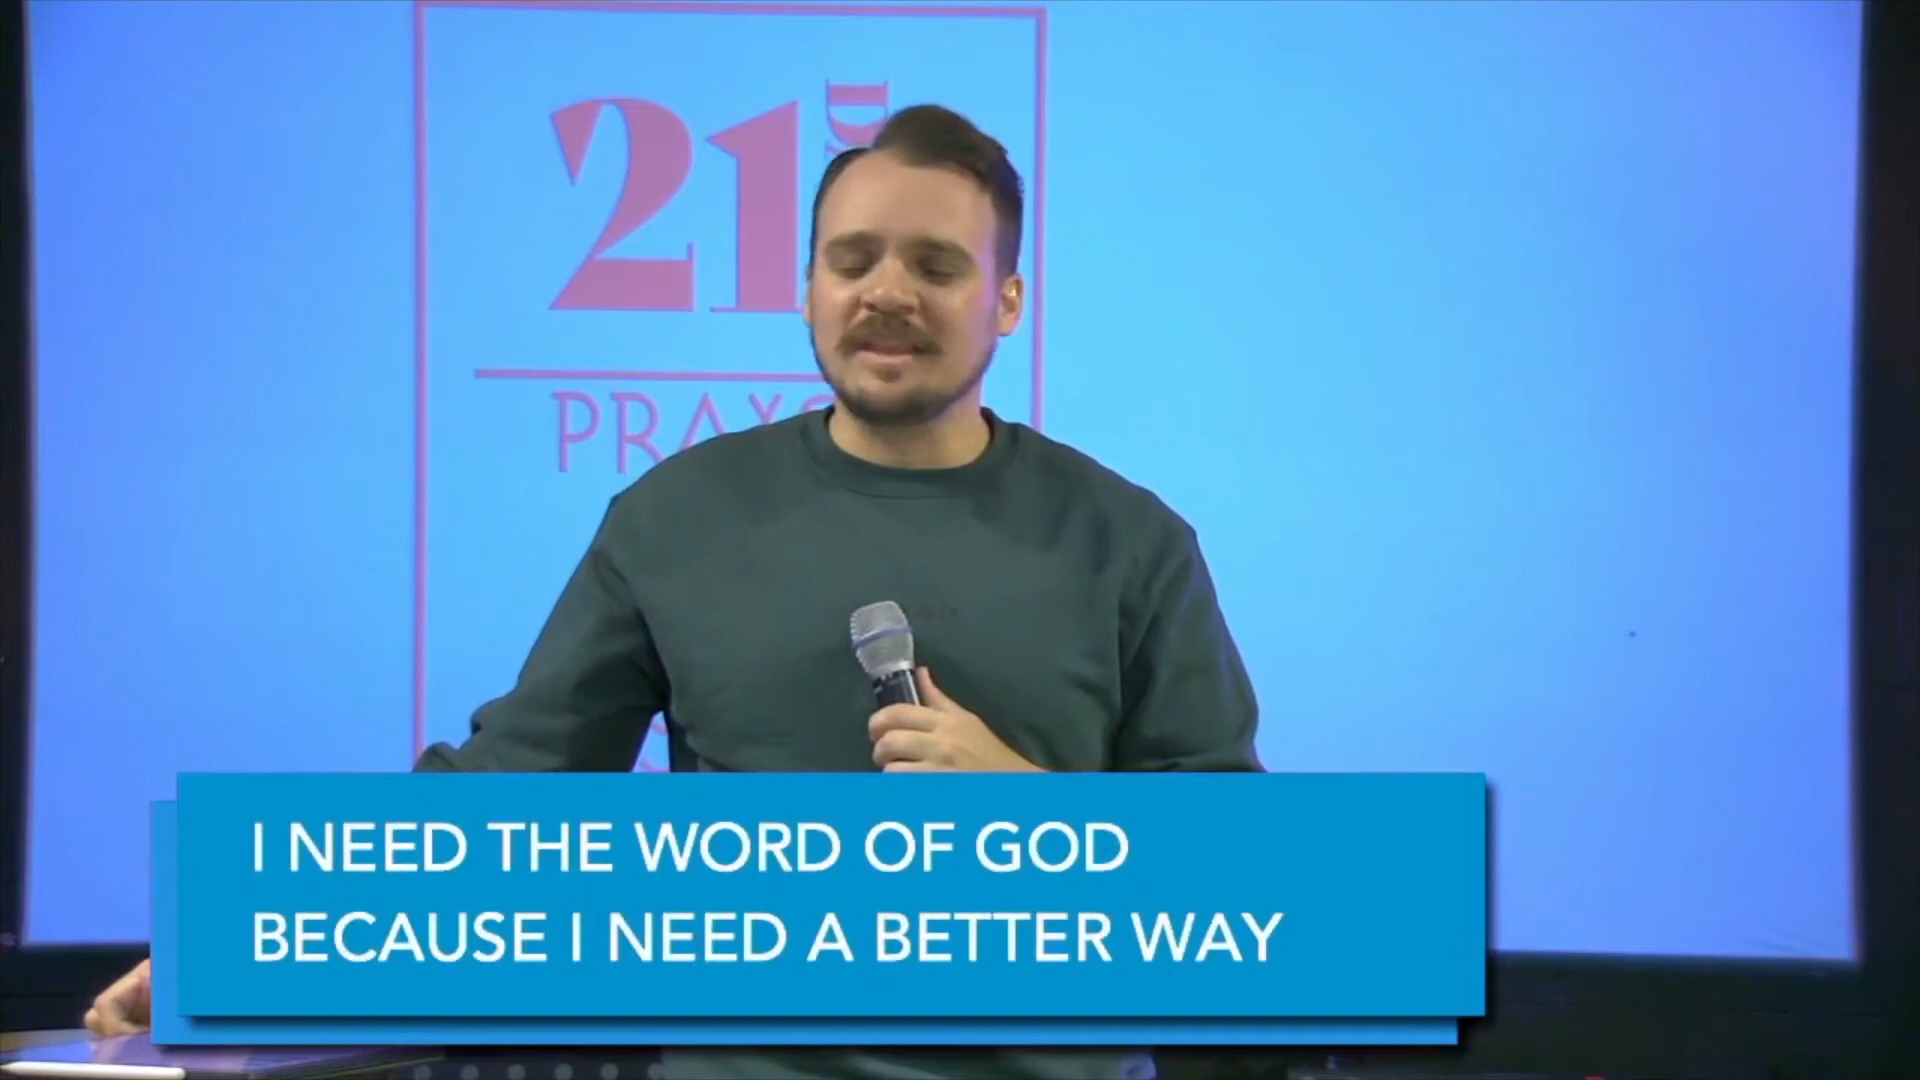 21
I NEED THE WORD OF GOD
BECAUSE I NEED A BETTER WAY